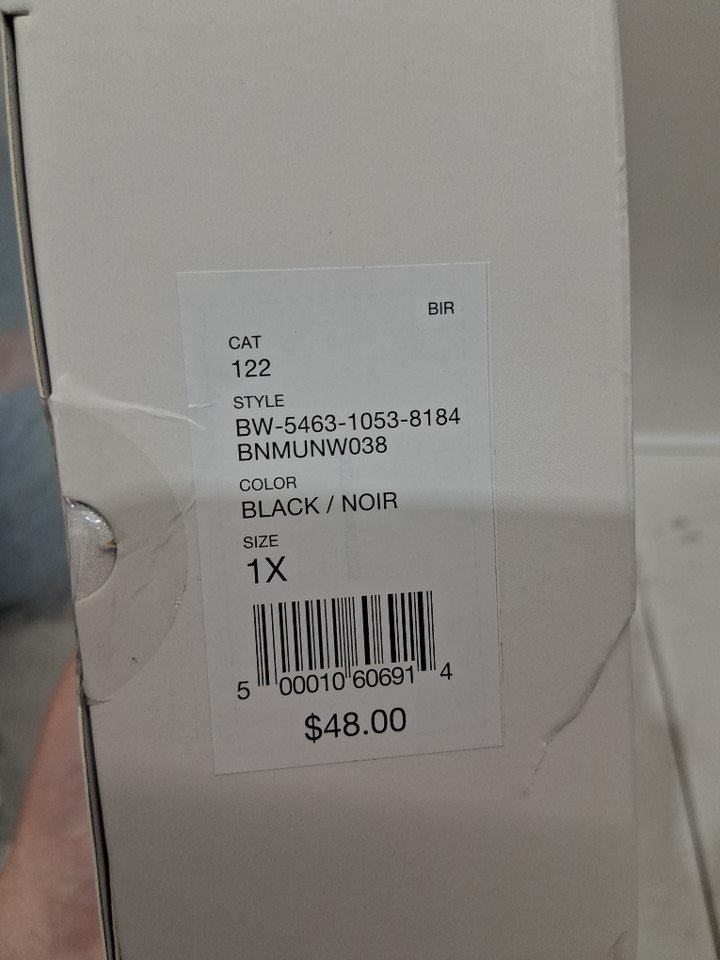 BIR
CAT
122
STYLE
BW-5463-1053-8184
BNMUNW038
COLOR
BLACK / NOIR
SIZE
1X
5 00010 60691 4
$48.00